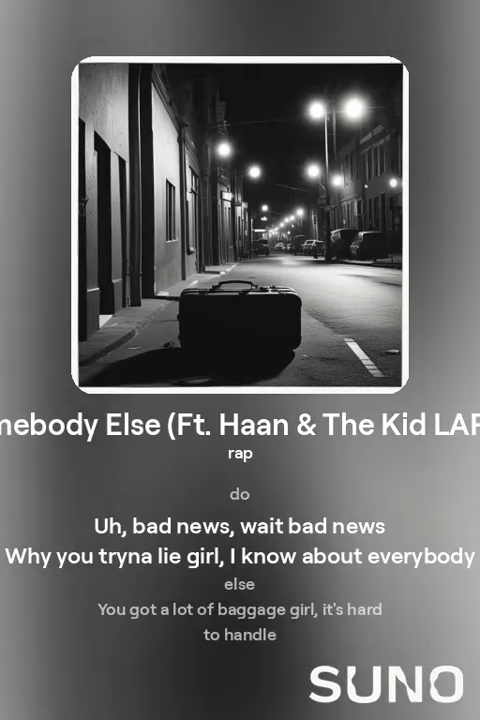 mebody Else (Ft. Haan & The Kid LAR
rap
do
Uh, bad news, wait bad news
Why you tryna lie girl, I know about everybody
else
You got a lot of baggage girl, it's hard
to handle
SUNO